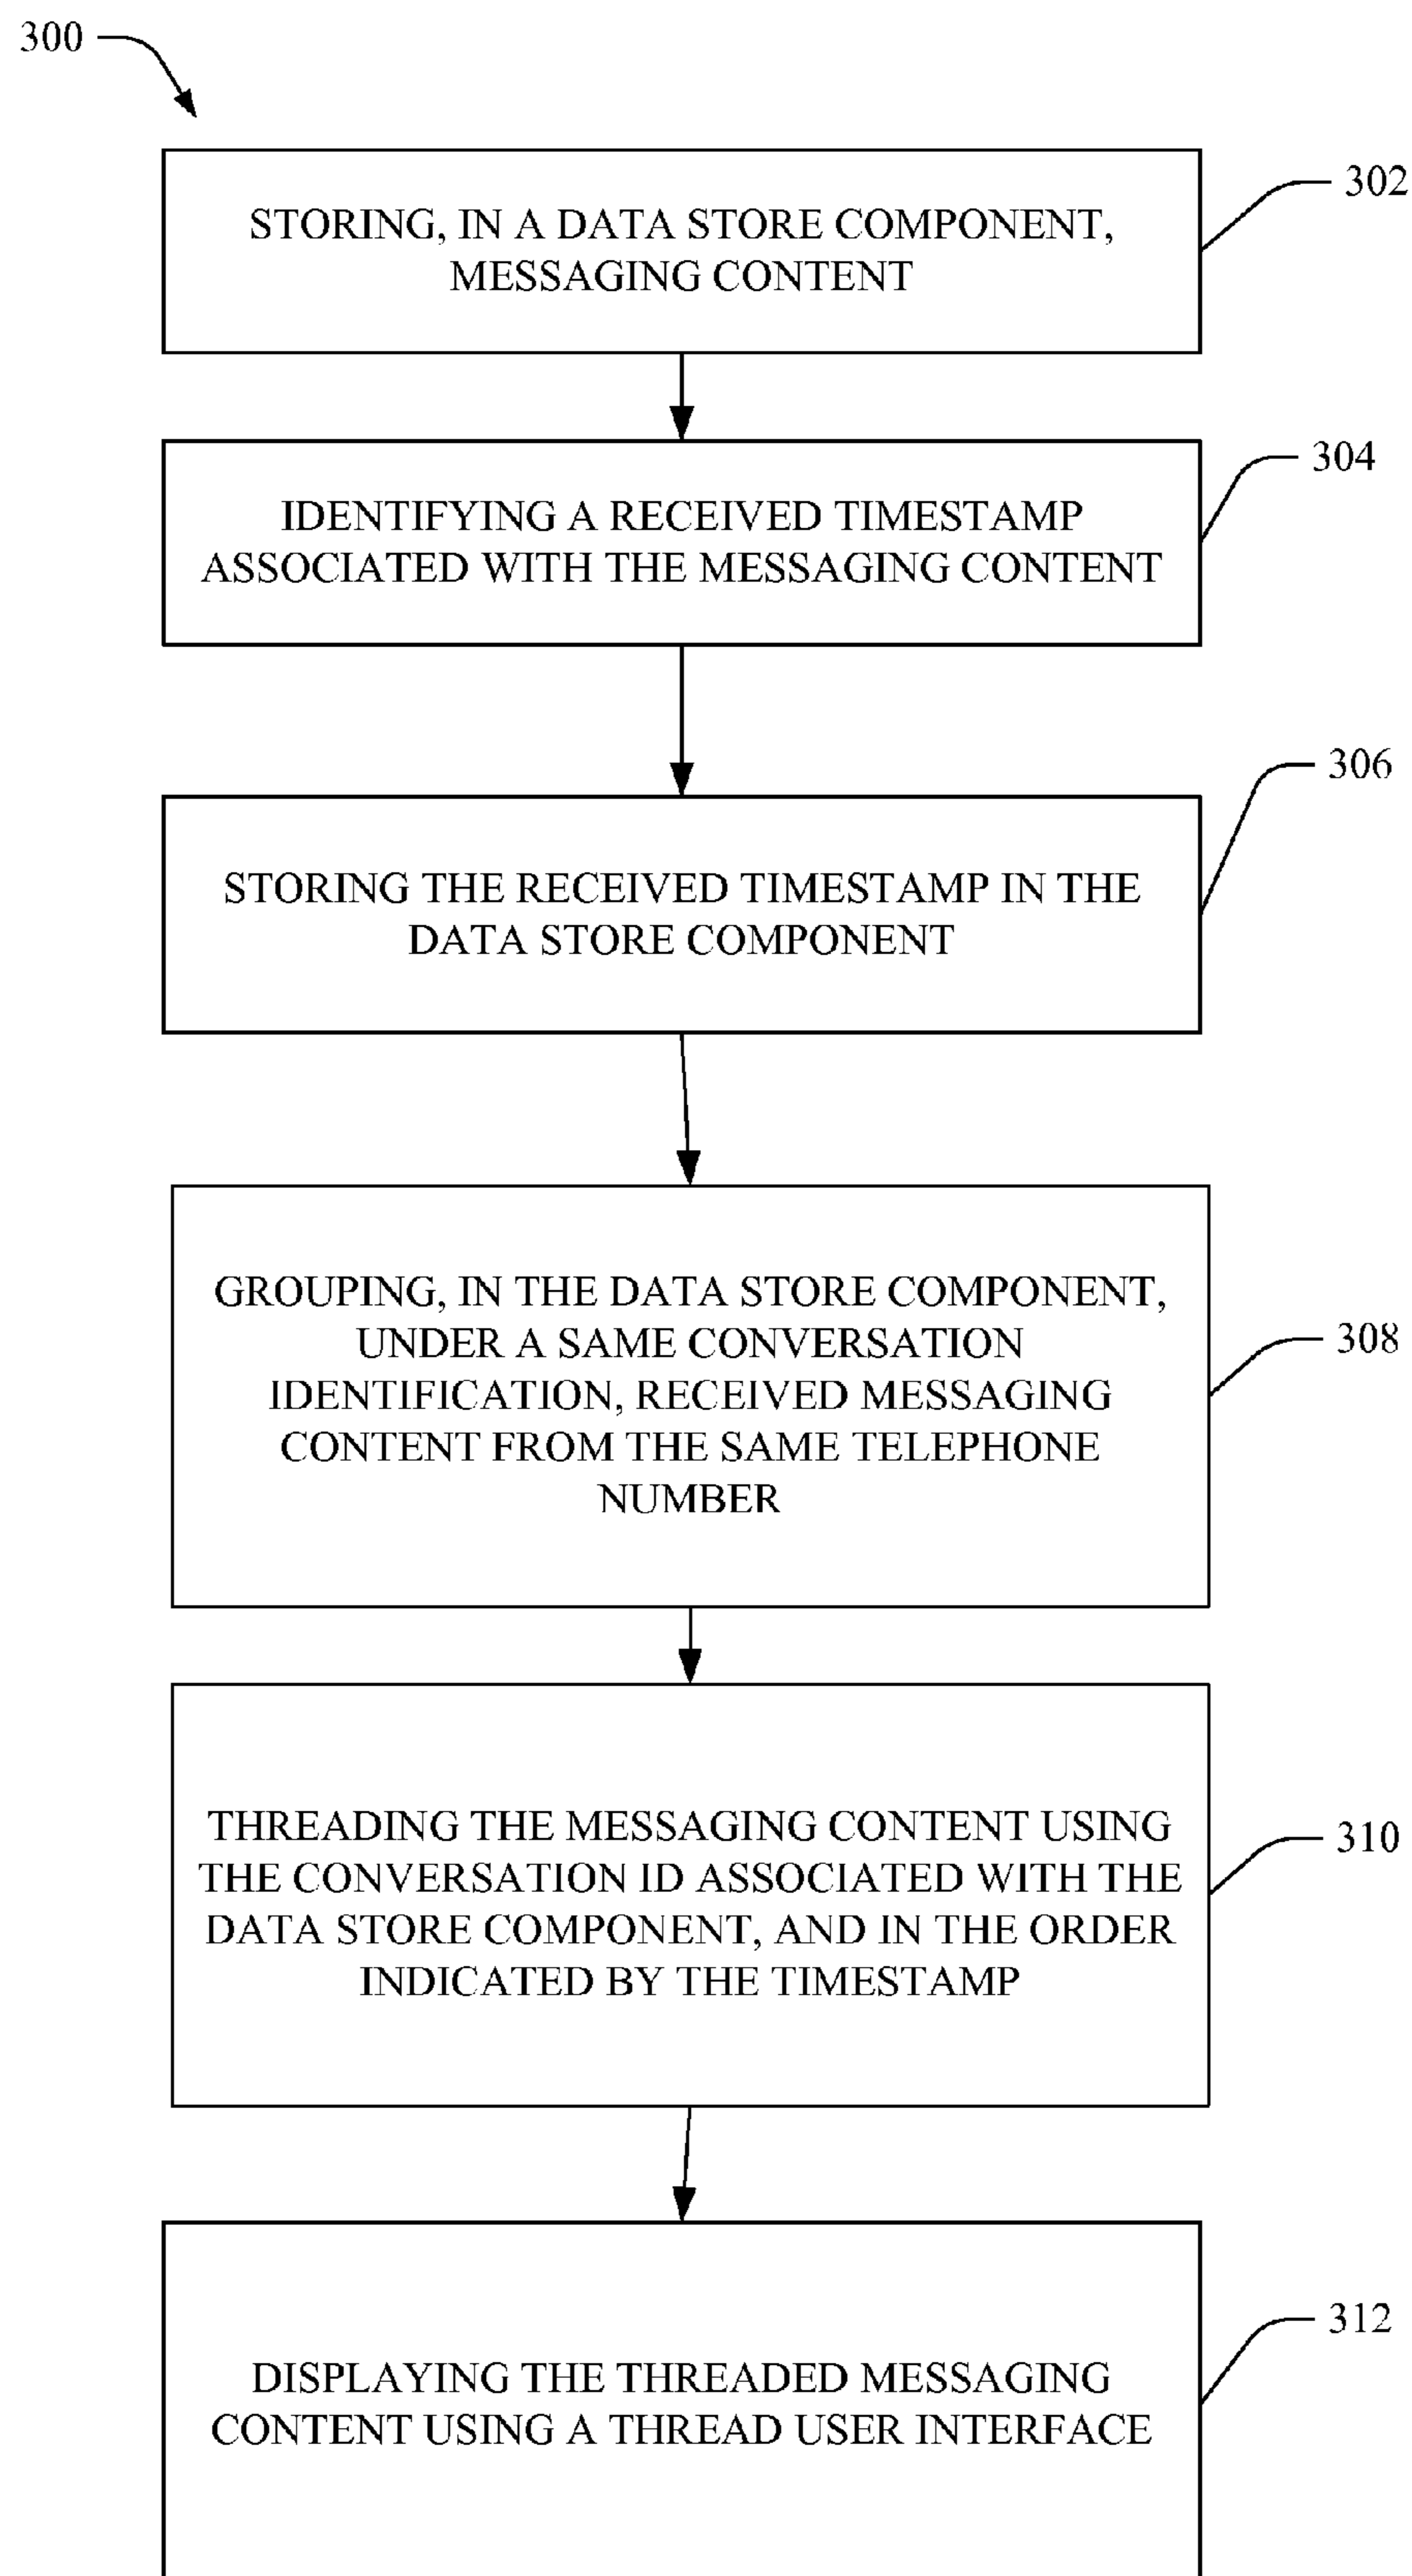 300
302
STORING, IN A DATA STORE COMPONENT,
MESSAGING CONTENT
304
IDENTIFYING A RECEIVED TIMESTAMP
ASSOCIATED WITH THE MESSAGING CONTENT
306
STORING THE RECEIVED TIMESTAMP IN THE
DATA STORE COMPONENT
GROUPING, IN THE DATA STORE COMPONENT,
UNDER A SAME CONVERSATION
308
IDENTIFICATION, RECEIVED MESSAGING
CONTENT FROM THE SAME TELEPHONE
NUMBER
THREADING THE MESSAGING CONTENT USING
310
THE CONVERSATION ID ASSOCIATED WITH THE
DATA STORE COMPONENT, AND IN THE ORDER
INDICATED BY THE TIMESTAMP
312
DISPLAYING THE THREADED MESSAGING
CONTENT USING A THREAD USER INTERFACE